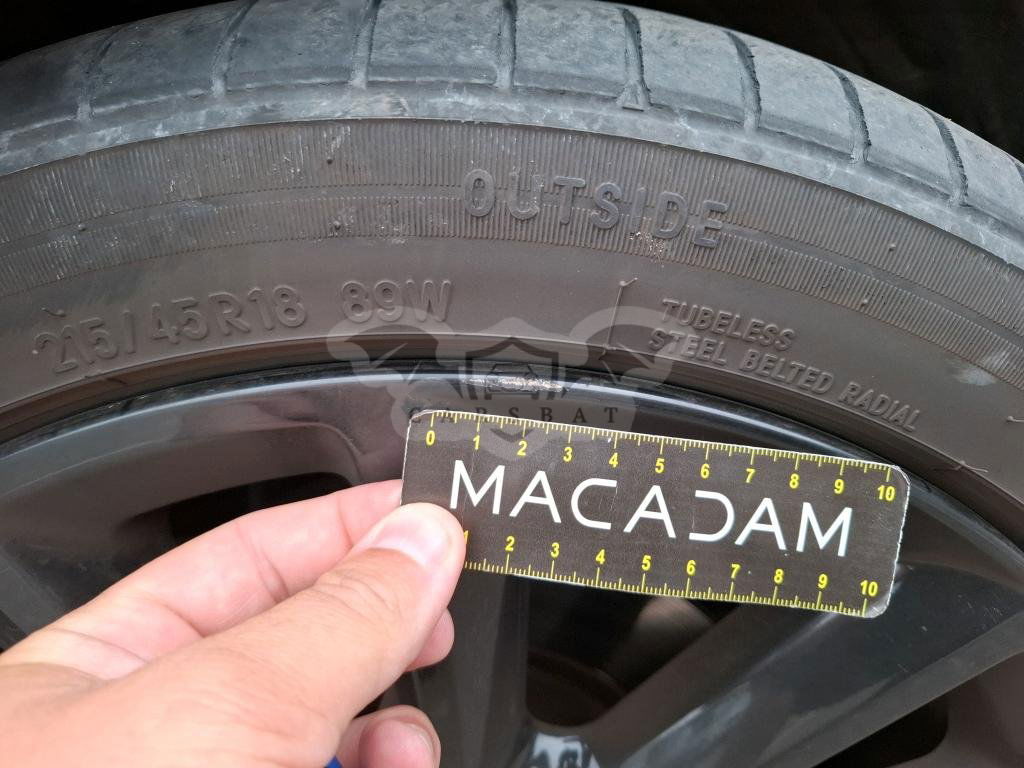 OUTSIDE
215/45R18 89W
TUBELESS
STEEL BELTED RADIAL
CARSBAT
0 1 2 3 4 5 6 7 8 9 10
MACADAM
1 2 3 4 5 6 7 8 9 10